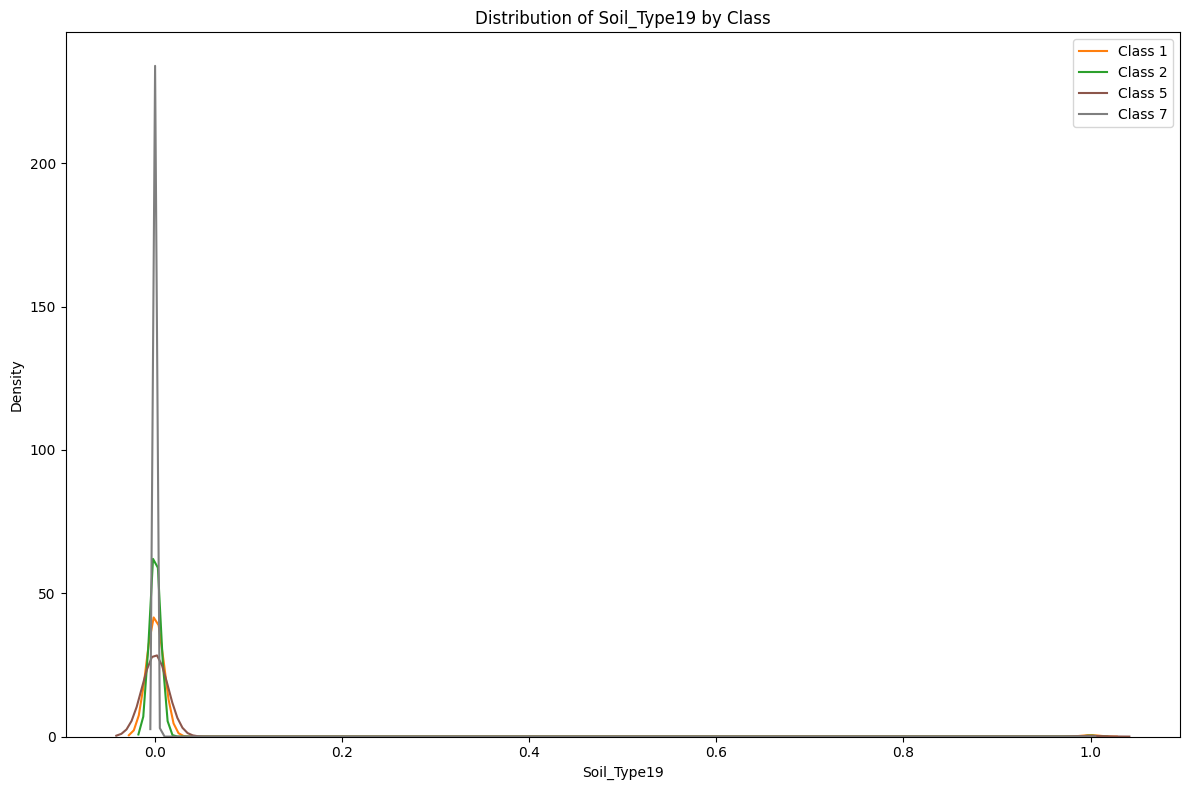 Distribution of Soil_Type19 by Class
Class 1
Class 2
Class 5
Class 7
200
150
100
50
0
Density
0.0 0.2 0.4 0.6 0.8 1.0
Soil_Type19